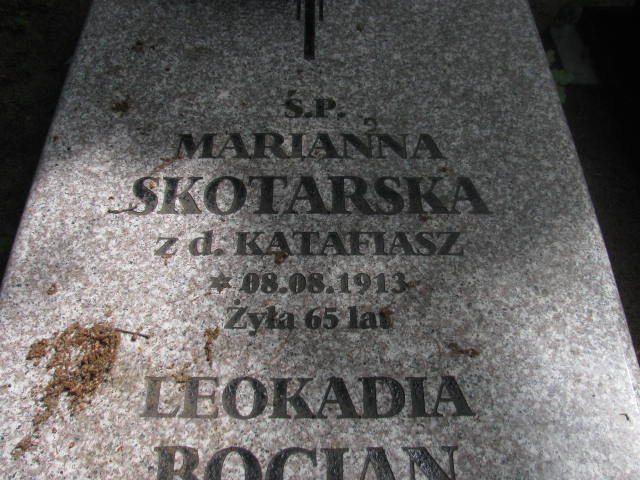 Ś.P.
MARIANNA
SKOTARSKA
z d. KATAFIASZ
* 08.08.1913
Żyła 65 lat
LEOKADIA
BOCIAN